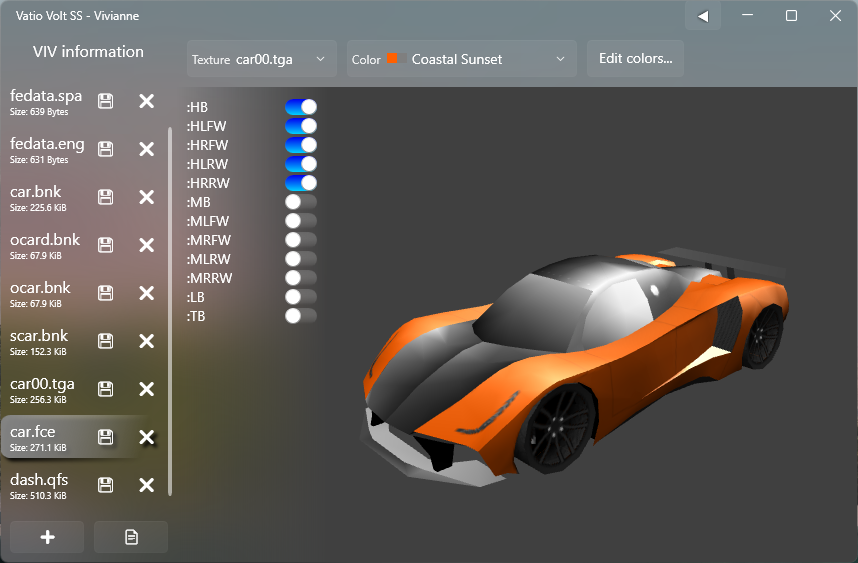 Vatio Volt SS - Vivianne
VIV information
Texture car00.tga
Color Coastal Sunset
Edit colors...
fedata.spa
Size: 639 Bytes
fedata.eng
Size: 631 Bytes
car.bnk
Size: 225.6 KiB
ocard.bnk
Size: 67.9 KiB
ocar.bnk
Size: 67.9 KiB
scar.bnk
Size: 152.3 KiB
car00.tga
Size: 256.3 KiB
car.fce
Size: 271.1 KiB
dash.qfs
Size: 510.3 KiB
:HB
:HLFW
:HRFW
:HLRW
:HRRW
:MB
:MLFW
:MRFW
:MLRW
:MRRW
:LB
:TB